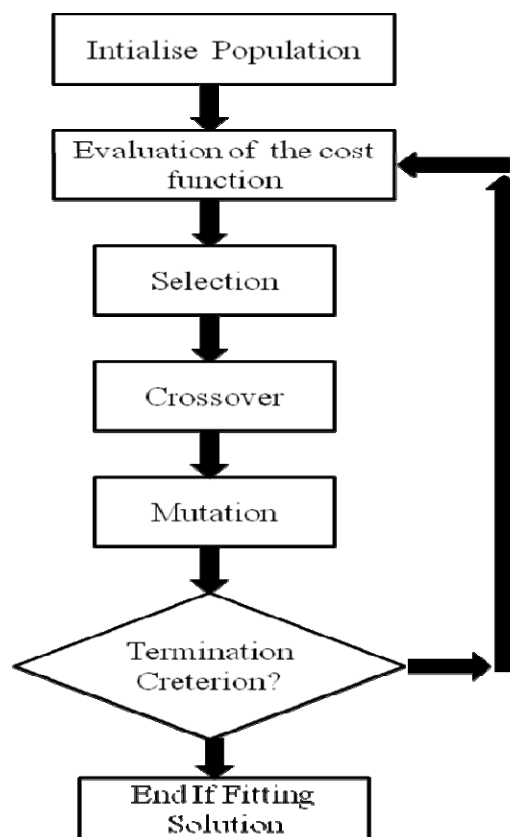 Intialise Population
Evaluation of the cost
function
Selection
Crossover
Mutation
Termination
Creterion?
End If Fitting
Solution